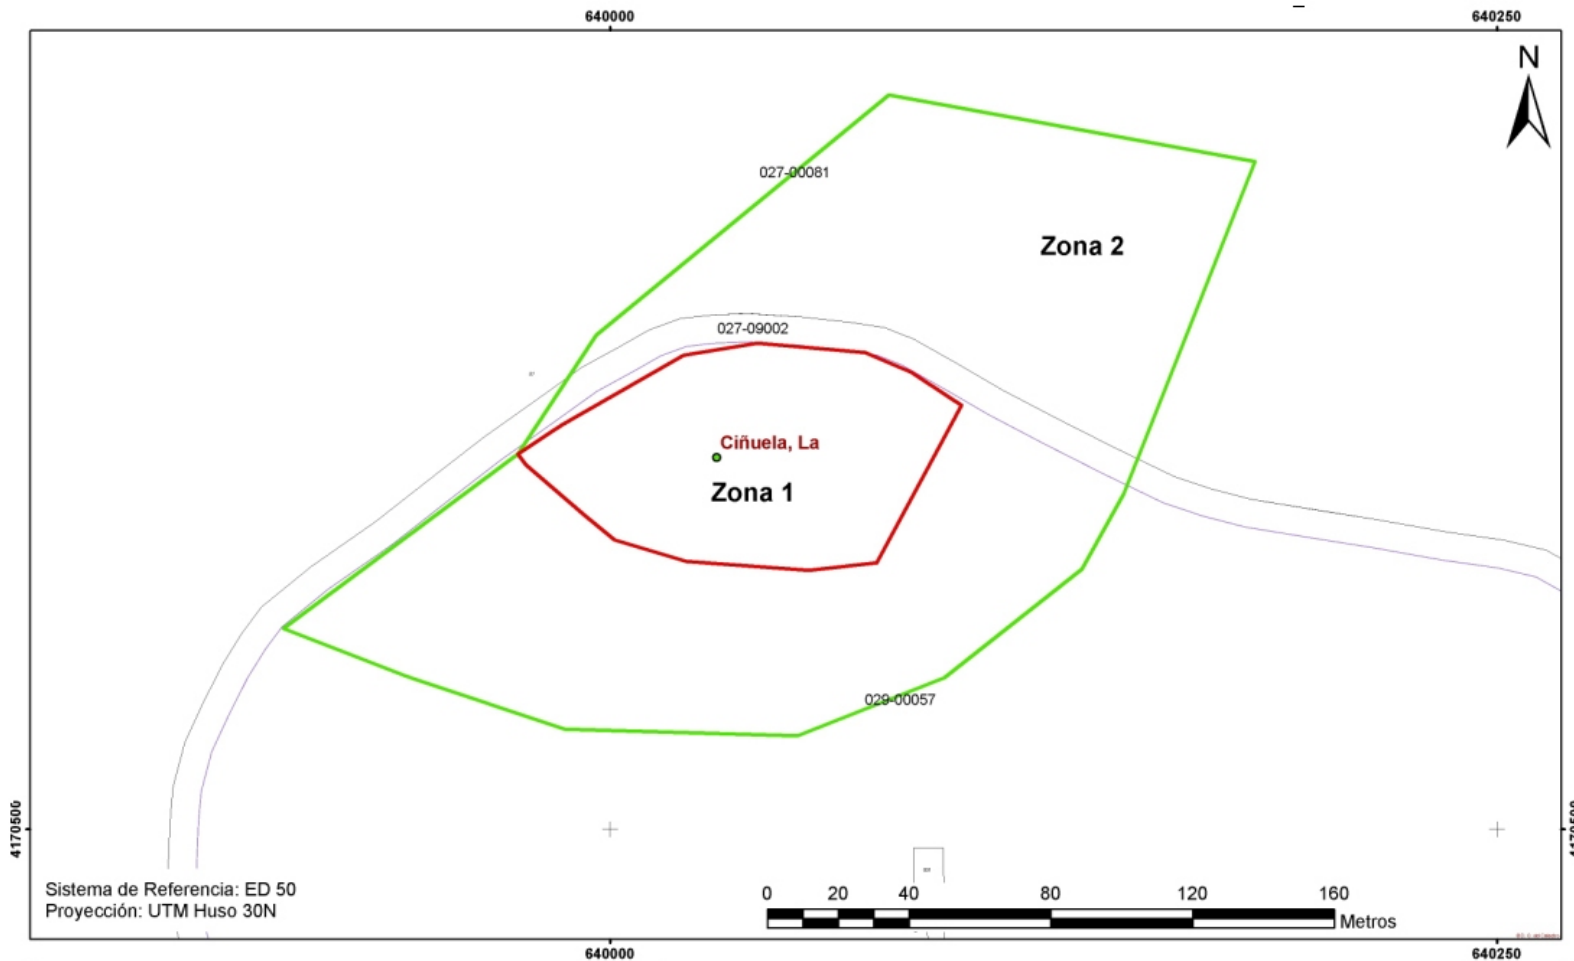 640000
640250
N
027-00081
Zona 2
027-09002
Ciñuela, La
Zona 1
029-00057
4170500
4170500
Sistema de Referencia: ED 50
Proyección: UTM Huso 30N
0 20 40 80 120 160
Metros
640000
640250